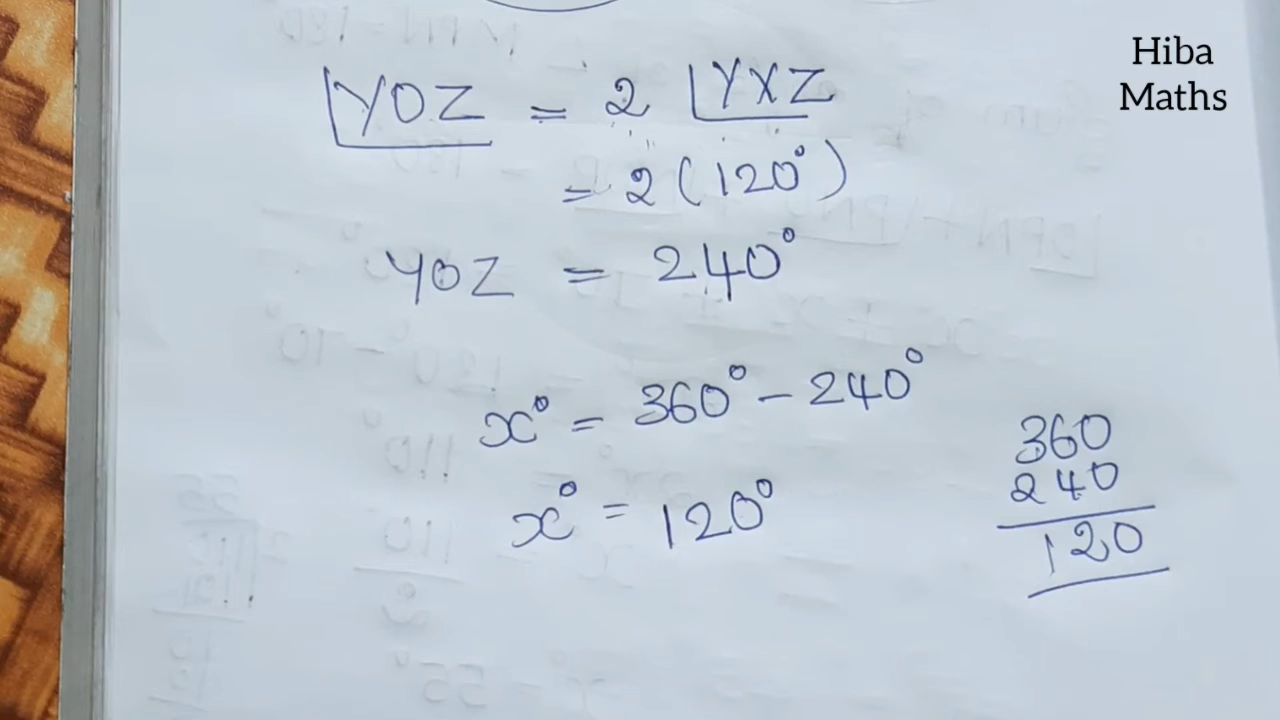 Hiba
Maths
∠YOZ = 2 ∠YXZ
= 2 (120°)
YOZ = 240°
x° = 360° - 240°
x° = 120°
360
240
120